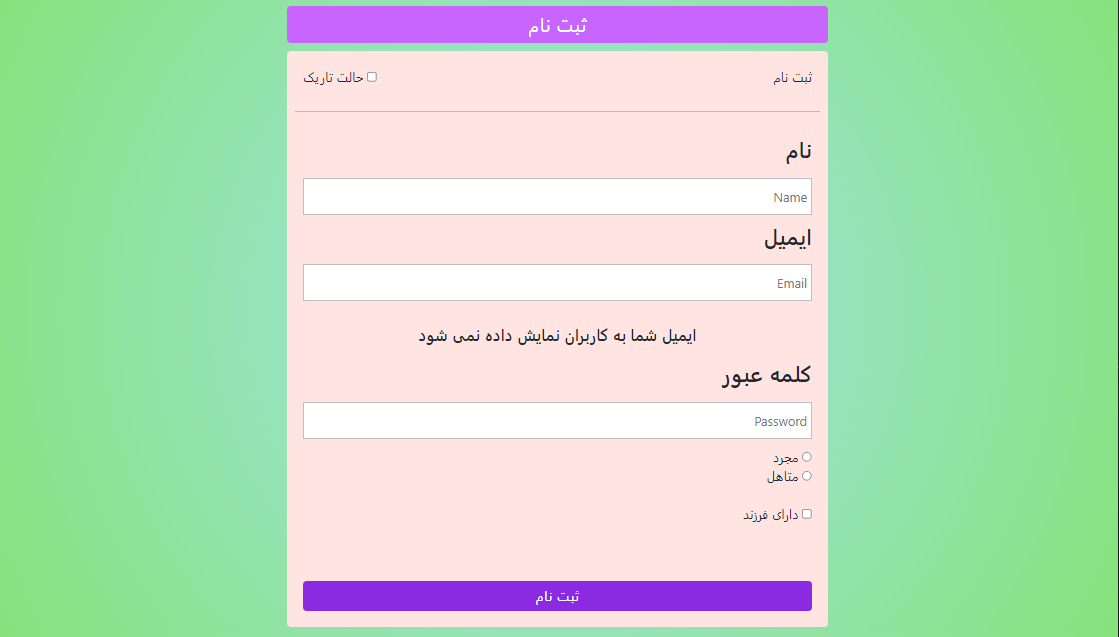 ثبت نام
ثبت نام
حالت تاریک
نام
Name
ایمیل
Email
ایمیل شما به کاربران نمایش داده نمی شود
کلمه عبور
Password
مجرد
متاهل
دارای فرزند
ثبت نام